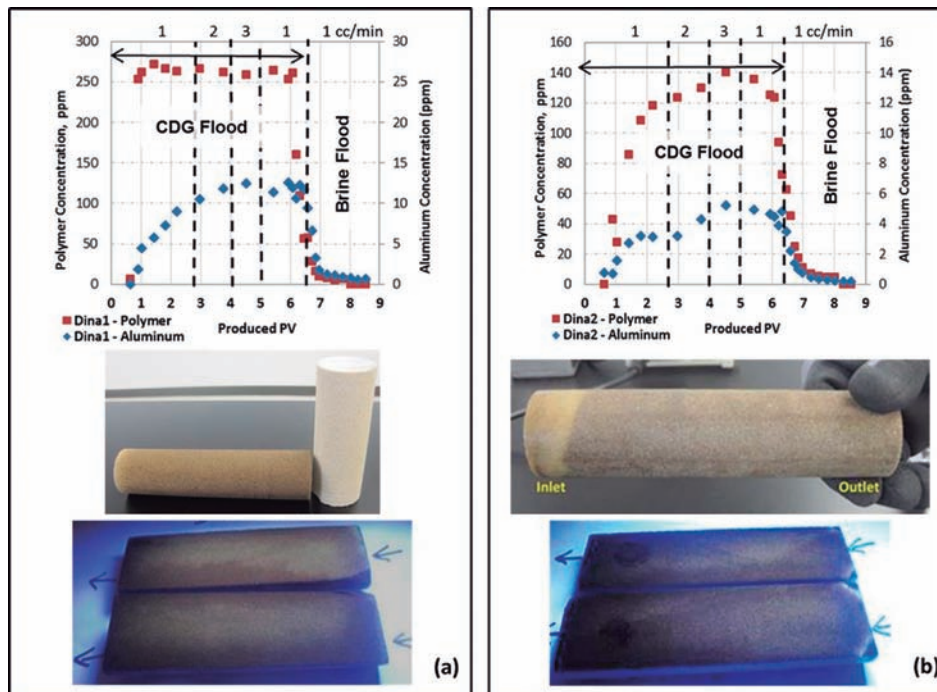 1 2 3 1 1 cc/min
300 30
250 25
200 20
150 15
100 10
50 5
0 0
0 1 2 3 4 5 6 7 8 9
Polymer Concentration, ppm
Aluminum Concentration (ppm)
CDG Flood
Brine Flood
Produced PV
Dina1 - Polymer
Dina1 - Aluminum
(a)
1 2 3 1 1 cc/min
160 16
140 14
120 12
100 10
80 8
60 6
40 4
20 2
0 0
0 1 2 3 4 5 6 7 8 9
Polymer Concentration, ppm
Aluminum Concentration (ppm)
CDG Flood
Brine Flood
Produced PV
Dina2 - Polymer
Dina2 - Aluminum
Inlet Outlet
(b)